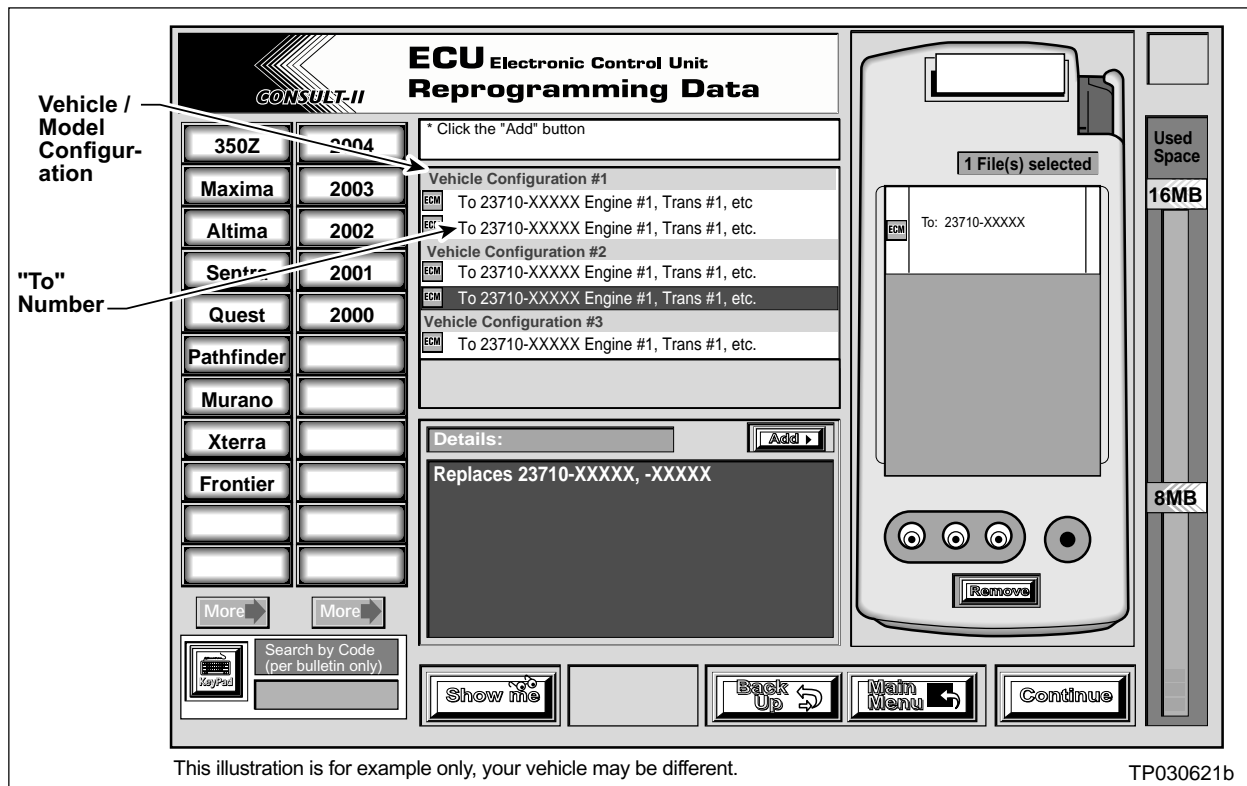 CONSULT-II
ECU Electronic Control Unit
Reprogramming Data
Vehicle /
Model
Configur-
ation
"To"
Number
350Z
Maxima
Altima
Sentra
Quest
Pathfinder
Murano
Xterra
Frontier
More
2004
2003
2002
2001
2000
More
KeyPad
Search by Code
(per bulletin only)
* Click the "Add" button
Vehicle Configuration #1
ECM To 23710-XXXXX Engine #1, Trans #1, etc
ECM To 23710-XXXXX Engine #1, Trans #1, etc.
Vehicle Configuration #2
ECM To 23710-XXXXX Engine #1, Trans #1, etc.
ECM To 23710-XXXXX Engine #1, Trans #1, etc.
Vehicle Configuration #3
ECM To 23710-XXXXX Engine #1, Trans #1, etc.
Details:
Add
Replaces 23710-XXXXX, -XXXXX
1 File(s) selected
ECM To: 23710-XXXXX
Remove
Used
Space
16MB
8MB
Show me
Back
Up
Main
Menu
Continue
This illustration is for example only, your vehicle may be different.
TP030621b